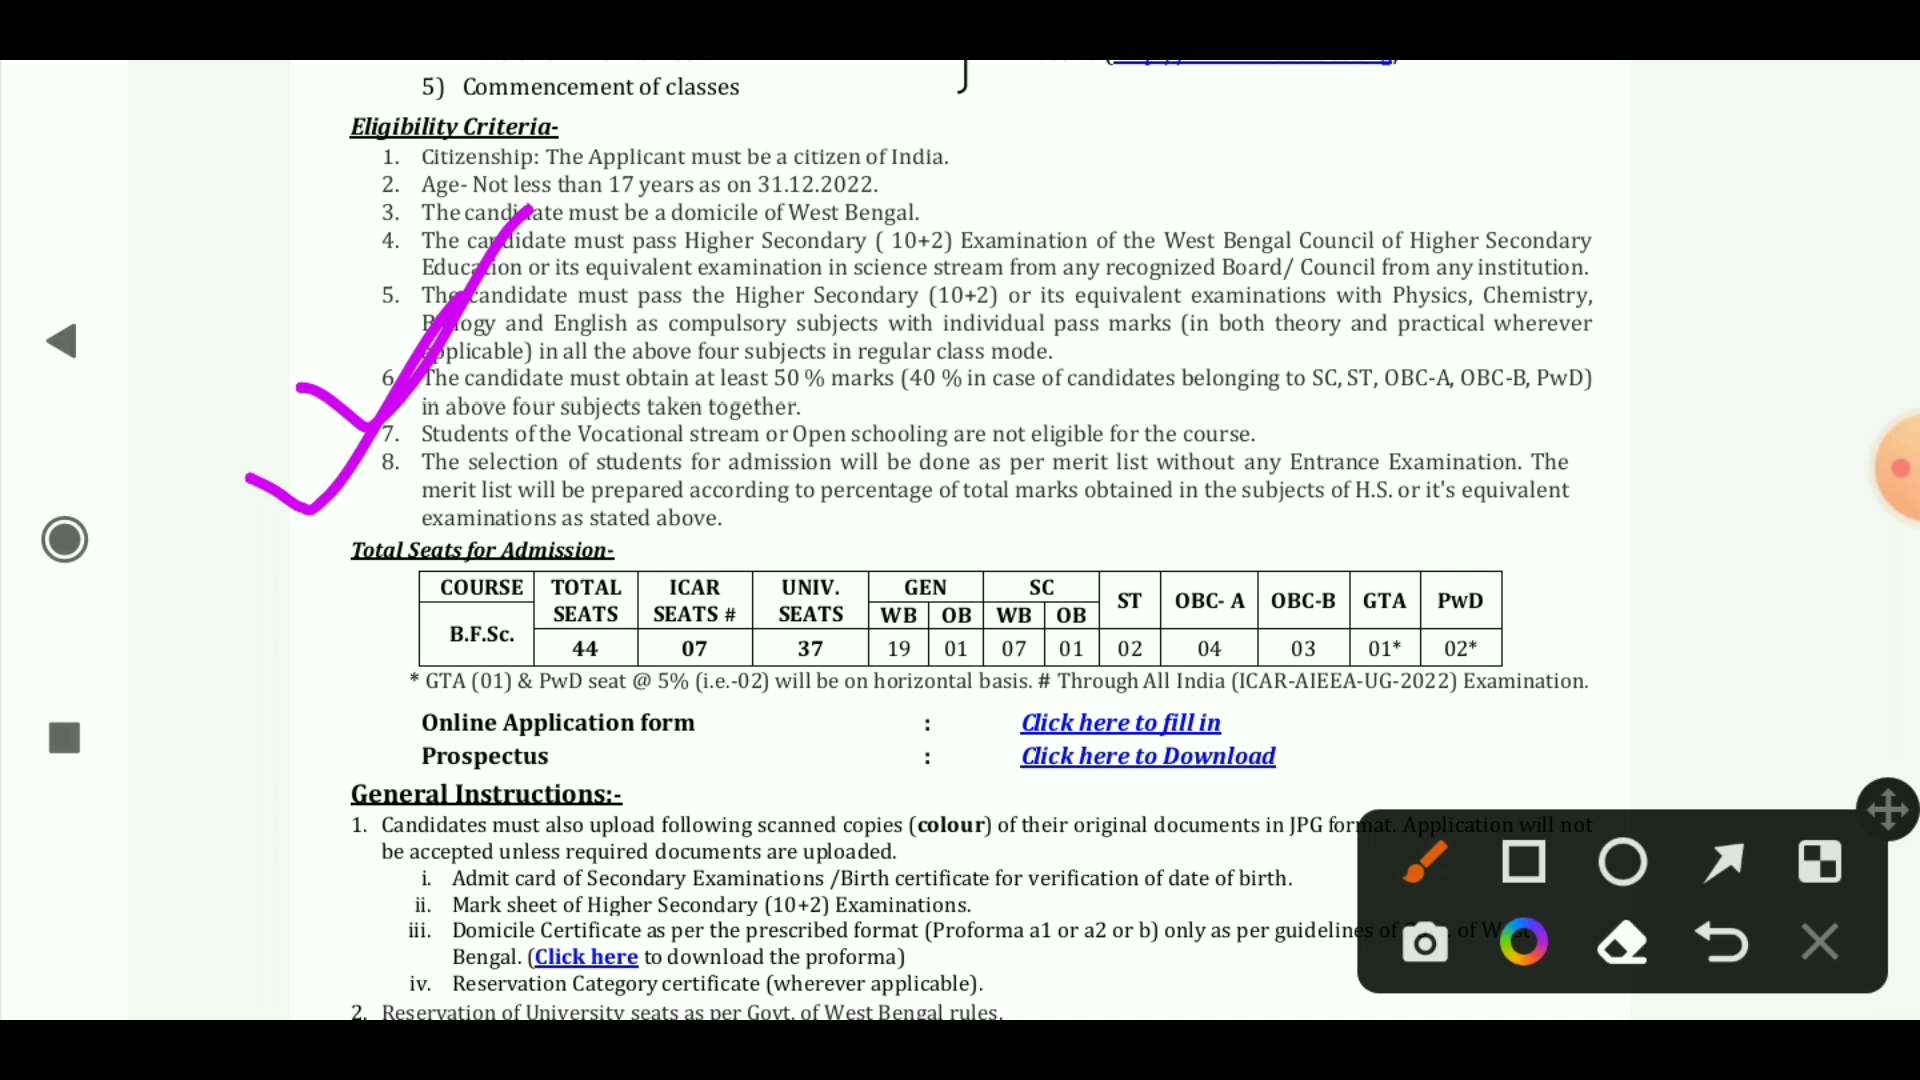 5) Commencement of classes
Eligibility Criteria-
1. Citizenship: The Applicant must be a citizen of India.
2. Age- Not less than 17 years as on 31.12.2022.
3. The candidate must be a domicile of West Bengal.
4. The candidate must pass Higher Secondary ( 10+2) Examination of the West Bengal Council of Higher Secondary
Education or its equivalent examination in science stream from any recognized Board/ Council from any institution.
5. The candidate must pass the Higher Secondary (10+2) or its equivalent examinations with Physics, Chemistry,
Biology and English as compulsory subjects with individual pass marks (in both theory and practical wherever
applicable) in all the above four subjects in regular class mode.
6. The candidate must obtain at least 50 % marks (40 % in case of candidates belonging to SC, ST, OBC-A, OBC-B, PwD)
in above four subjects taken together.
7. Students of the Vocational stream or Open schooling are not eligible for the course.
8. The selection of students for admission will be done as per merit list without any Entrance Examination. The
merit list will be prepared according to percentage of total marks obtained in the subjects of H.S. or it's equivalent
examinations as stated above.
Total Seats for Admission-
COURSE TOTAL SEATS ICAR SEATS # UNIV. SEATS GEN SC ST OBC- A OBC-B GTA PwD
WB OB WB OB
B.F.Sc. 44 07 37 19 01 07 01 02 04 03 01* 02*
* GTA (01) & PwD seat @ 5% (i.e.-02) will be on horizontal basis. # Through All India (ICAR-AIEEA-UG-2022) Examination.
Online Application form : Click here to fill in
Prospectus : Click here to Download
General Instructions:-
1. Candidates must also upload following scanned copies (colour) of their original documents in JPG format. Application will not
be accepted unless required documents are uploaded.
i. Admit card of Secondary Examinations /Birth certificate for verification of date of birth.
ii. Mark sheet of Higher Secondary (10+2) Examinations.
iii. Domicile Certificate as per the prescribed format (Proforma a1 or a2 or b) only as per guidelines of of West
Bengal. (Click here to download the proforma)
iv. Reservation Category certificate (wherever applicable).
2. Reservation of University seats as per Govt. of West Bengal rules.